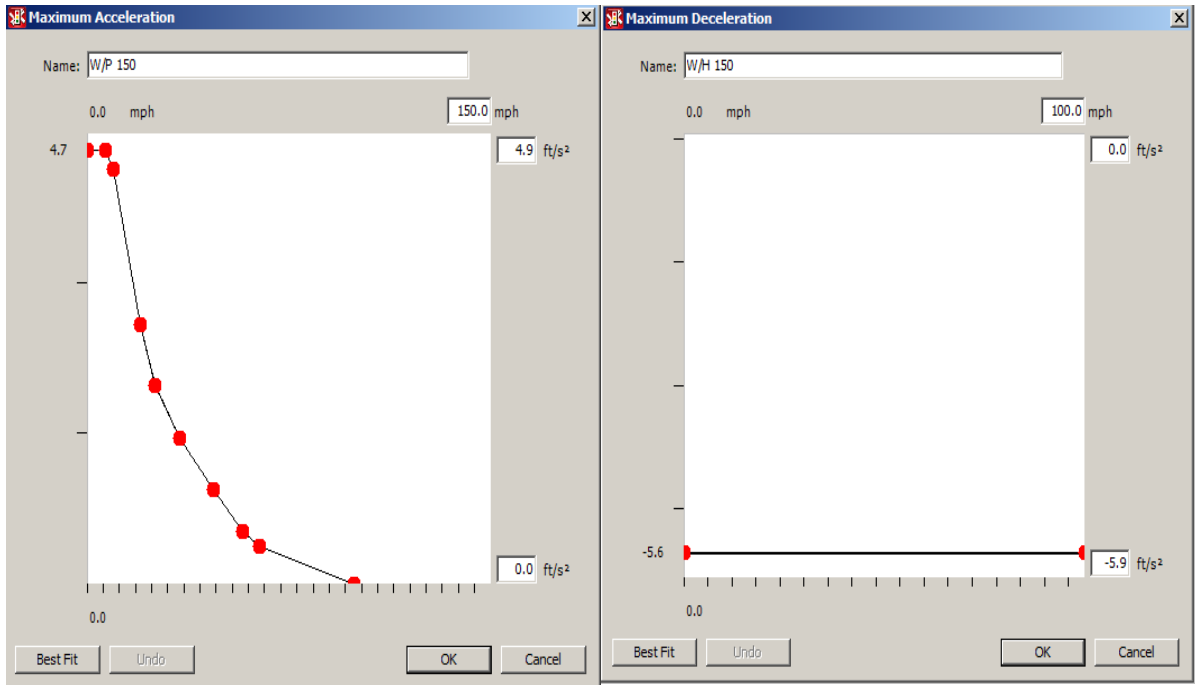 Maximum Acceleration
Name: W/P 150
0.0 mph 150.0 mph
4.7 4.9 ft/s²
0.0 ft/s²
0.0
Best Fit Undo OK Cancel
Maximum Deceleration
Name: W/H 150
0.0 mph 100.0 mph
0.0 ft/s²
-5.6 -5.9 ft/s²
0.0
Best Fit Undo OK Cancel